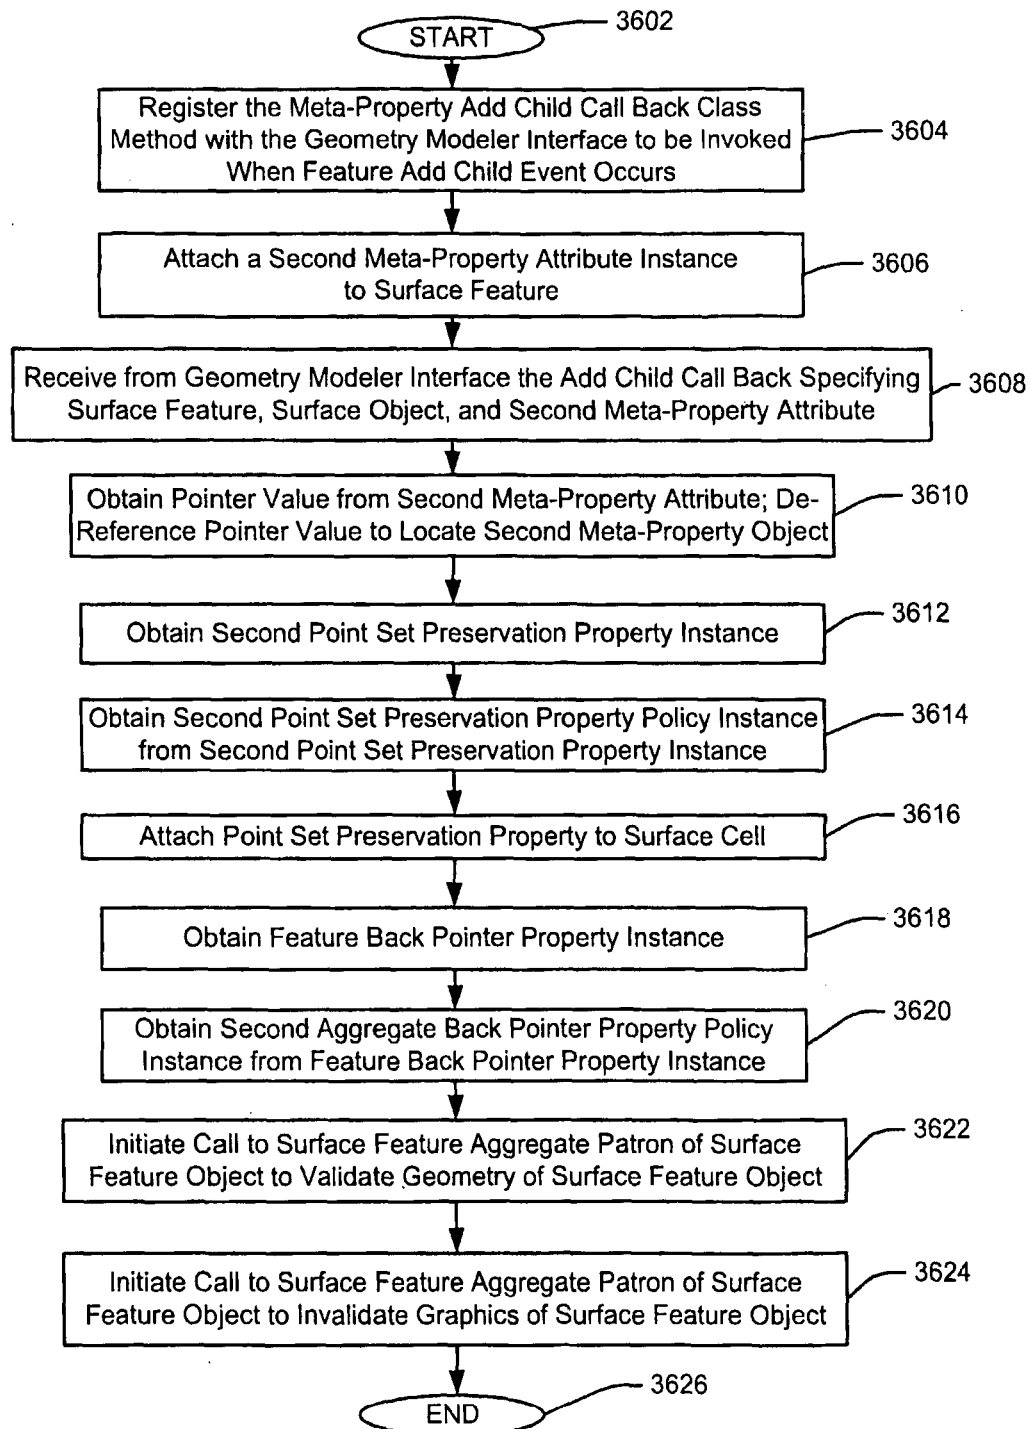 START
3602
Register the Meta-Property Add Child Call Back Class
Method with the Geometry Modeler Interface to be Invoked
When Feature Add Child Event Occurs
3604
Attach a Second Meta-Property Attribute Instance
to Surface Feature
3606
Receive from Geometry Modeler Interface the Add Child Call Back Specifying
Surface Feature, Surface Object, and Second Meta-Property Attribute
3608
Obtain Pointer Value from Second Meta-Property Attribute; De-
Reference Pointer Value to Locate Second Meta-Property Object
3610
Obtain Second Point Set Preservation Property Instance
3612
Obtain Second Point Set Preservation Property Policy Instance
from Second Point Set Preservation Property Instance
3614
Attach Point Set Preservation Property to Surface Cell
3616
Obtain Feature Back Pointer Property Instance
3618
Obtain Second Aggregate Back Pointer Property Policy
Instance from Feature Back Pointer Property Instance
3620
Initiate Call to Surface Feature Aggregate Patron of Surface
Feature Object to Validate Geometry of Surface Feature Object
3622
Initiate Call to Surface Feature Aggregate Patron of Surface
Feature Object to Invalidate Graphics of Surface Feature Object
3624
END
3626